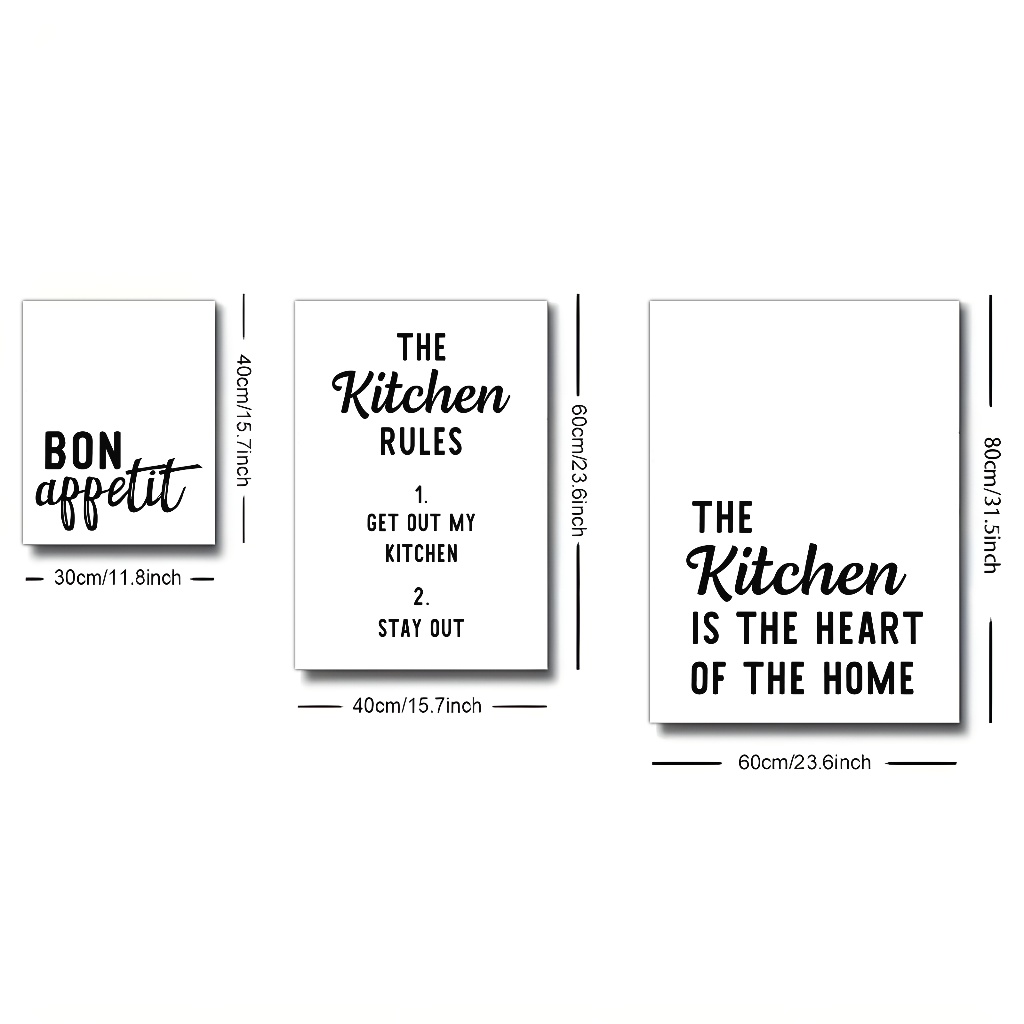 BON
appetit
40cm/15.7inch
30cm/11.8inch
THE
Kitchen
RULES
1.
GET OUT MY
KITCHEN
2.
STAY OUT
60cm/23.6inch
40cm/15.7inch
THE
Kitchen
IS THE HEART
OF THE HOME
80cm/31.5inch
60cm/23.6inch